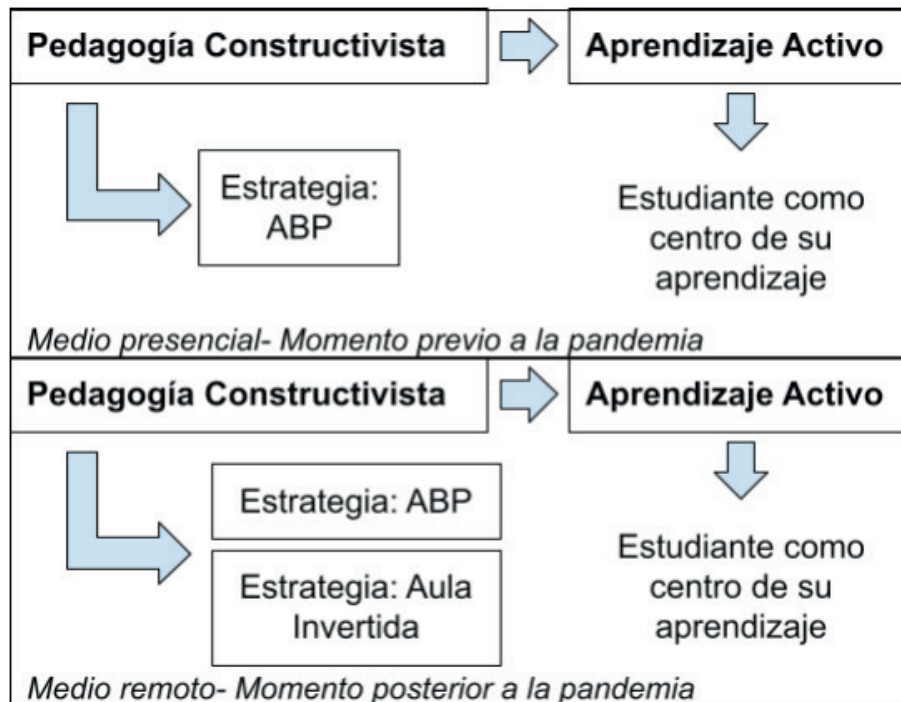 Pedagogía Constructivista
Aprendizaje Activo
Estrategia:
ABP
Estudiante como
centro de su
aprendizaje
Medio presencial- Momento previo a la pandemia
Pedagogía Constructivista
Aprendizaje Activo
Estrategia: ABP
Estrategia: Aula
Invertida
Estudiante como
centro de su
aprendizaje
Medio remoto- Momento posterior a la pandemia